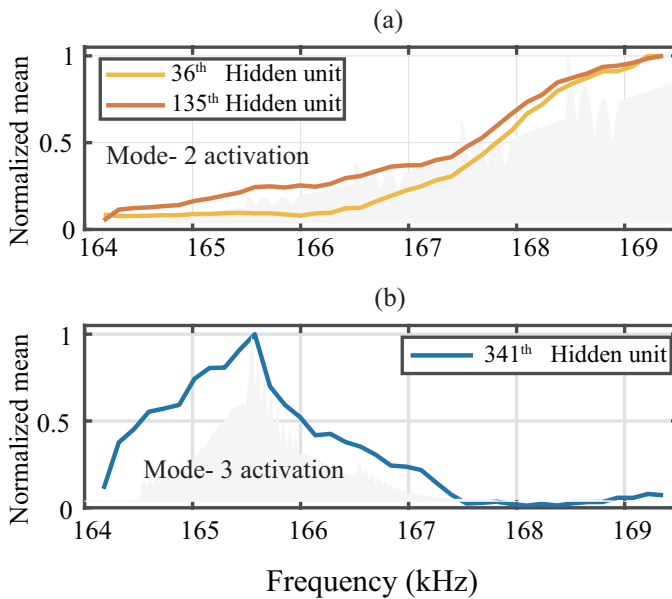 (a)
Normalized mean
1
0.5
0
36th Hidden unit
135th Hidden unit
Mode- 2 activation
164 165 166 167 168 169
(b)
Normalized mean
1
0.5
0
341th Hidden unit
Mode- 3 activation
164 165 166 167 168 169
Frequency (kHz)